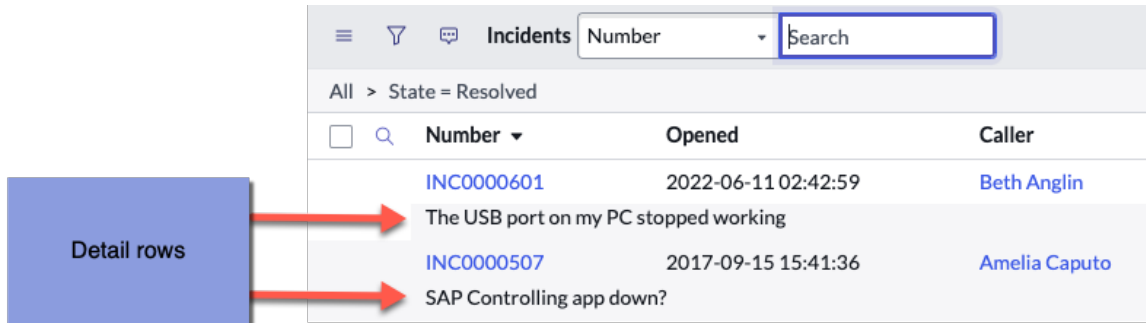 Incidents Number Search
All > State = Resolved
Number Opened Caller
INC0000601 2022-06-11 02:42:59 Beth Anglin
The USB port on my PC stopped working
Detail rows
INC0000507 2017-09-15 15:41:36 Amelia Caputo
SAP Controlling app down?